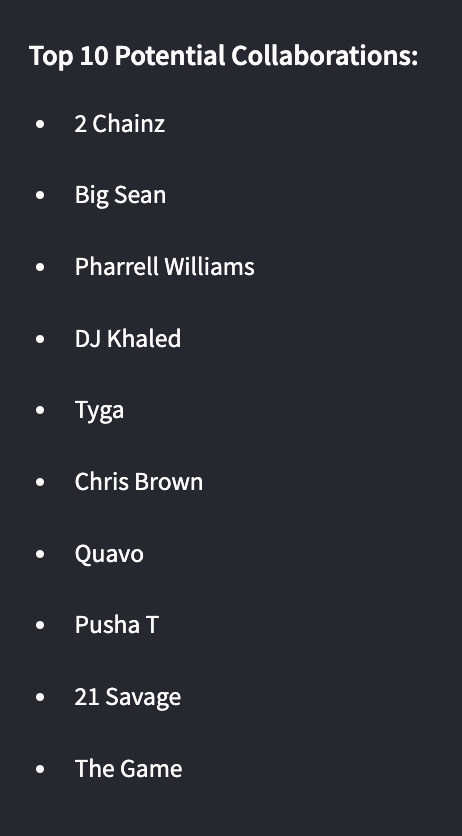 Top 10 Potential Collaborations:
• 2 Chainz
• Big Sean
• Pharrell Williams
• DJ Khaled
• Tyga
• Chris Brown
• Quavo
• Pusha T
• 21 Savage
• The Game